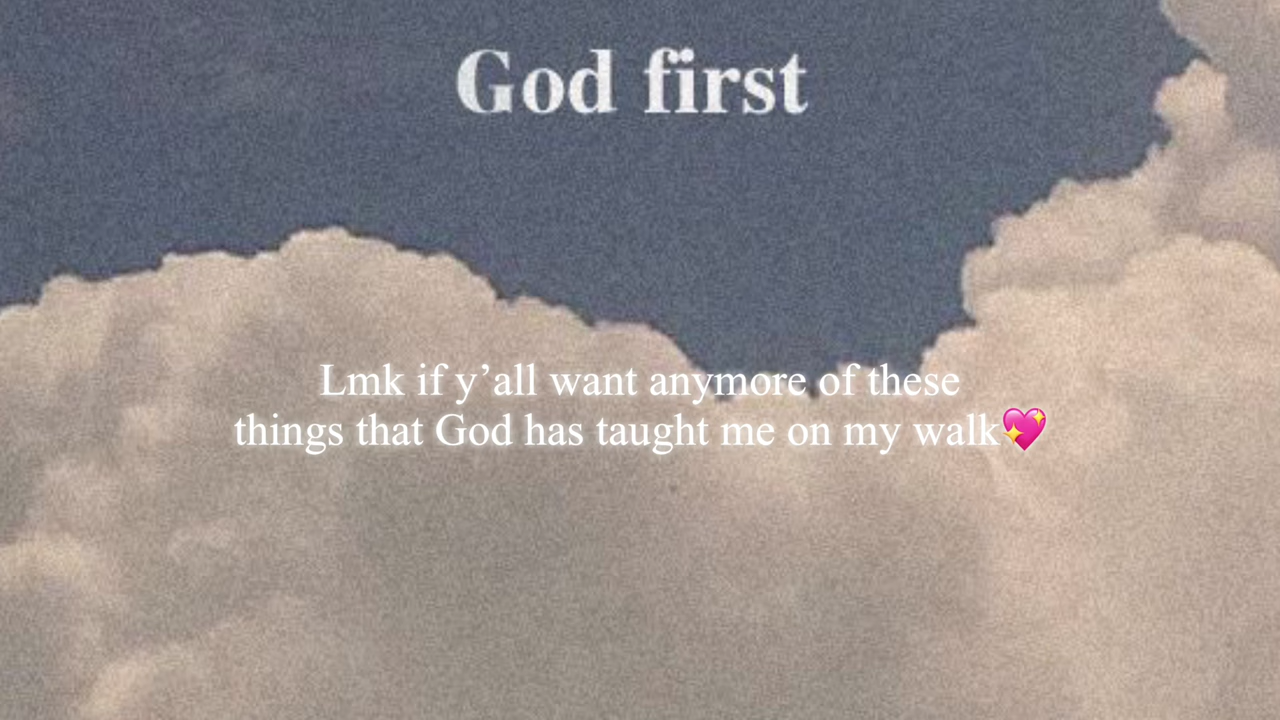 God first
Lmk if y’all want anymore of these
things that God has taught me on my walk💖